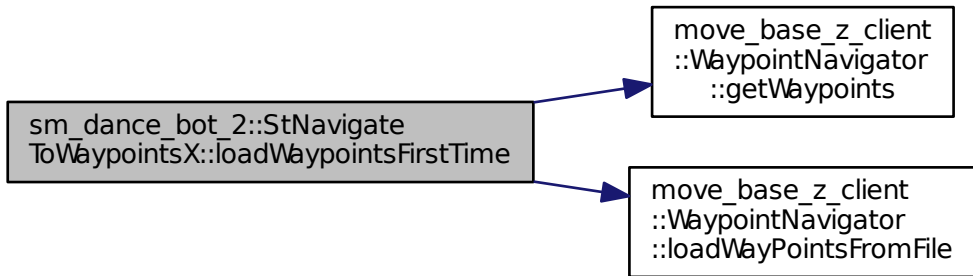 sm_dance_bot_2::StNavigate
ToWaypointsX::loadWaypointsFirstTime
move_base_z_client
::WaypointNavigator
::getWaypoints
move_base_z_client
::WaypointNavigator
::loadWayPointsFromFile